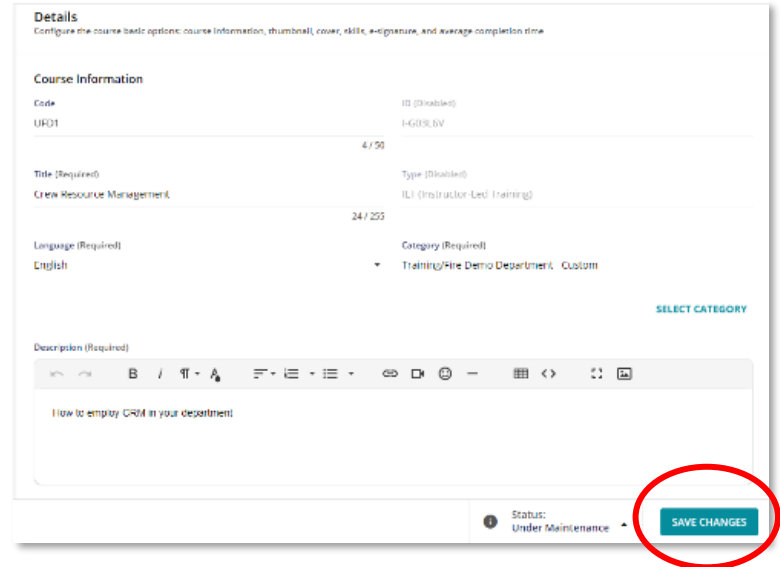 Details
Configure the course basic options: course information, thumbnail, cover, skills, e-signature, and average completion time
Course Information
Code
ID (Disabled)
UFD1
4 / 50
Title (Required)
Type (Disabled)
Crew Resource Management
ILT (Instructor-Led Training)
24 / 255
Language (Required)
Category (Required)
English
Training/Fire Demo Department Custom
SELECT CATEGORY
Description (Required)
How to employ CRM in your department
Status:
Under Maintenance
SAVE CHANGES